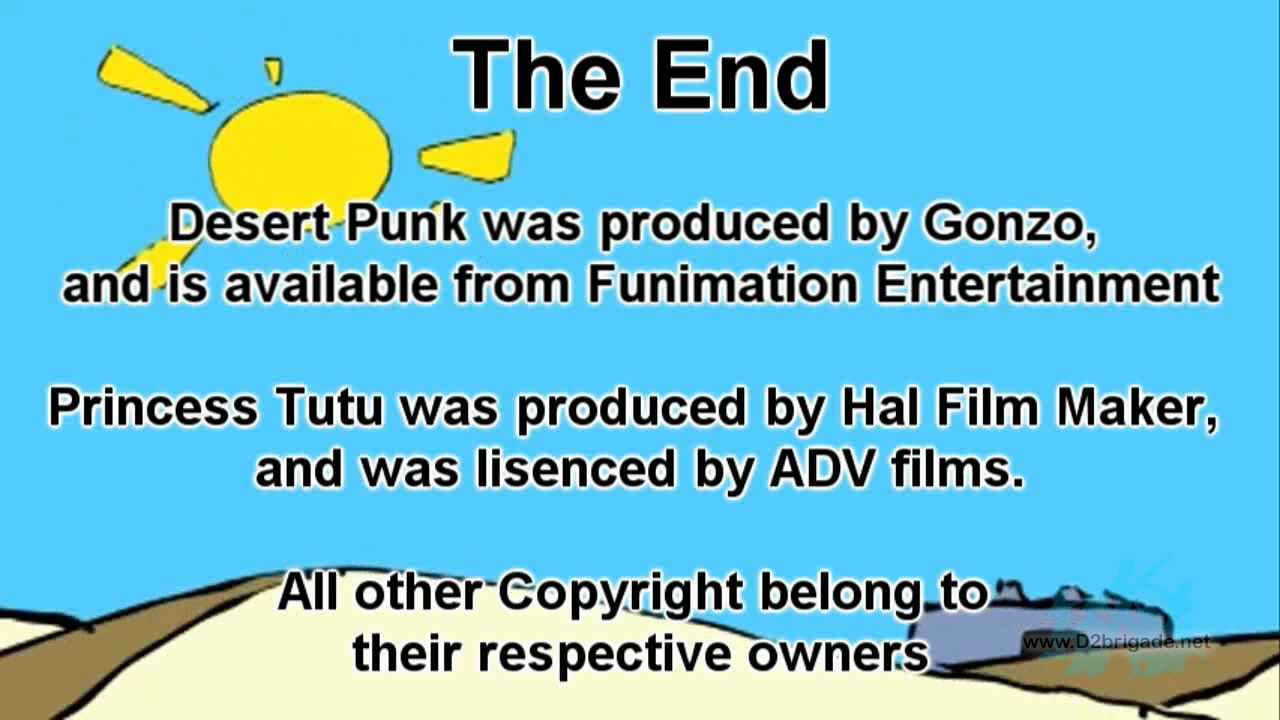 The End
Desert Punk was produced by Gonzo,
and is available from Funimation Entertainment
Princess Tutu was produced by Hal Film Maker,
and was lisenced by ADV films.
All other Copyright belong to
their respective owners
www.D2brigade.net